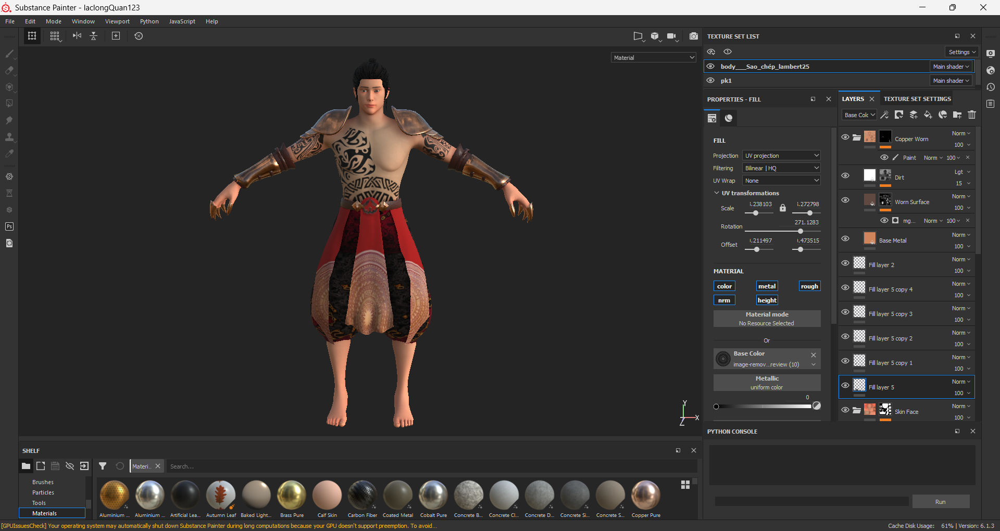 Substance Painter - laclongQuan123
File Edit Mode Window Viewport Python JavaScript Help
Material
TEXTURE SET LIST
Settings
body___Sao_chép_lambert25 Main shader
pk1 Main shader
PROPERTIES - FILL
FILL
Projection UV projection
Filtering Bilinear | HQ
UV Wrap None
UV transformations
Scale .238103 .272798
Rotation 271.1283
Offset .211497 .473515
MATERIAL
color metal rough
nrm height
Material mode
No Resource Selected
Or
Base Color
image-remov...review (10)
Metallic
uniform color
0
LAYERS TEXTURE SET SETTINGS
Base Colc
Copper Worn Norm 100
Paint Norm 100
Dirt Lgt 15
Worn Surface Norm 100
mg... Norm 100
Base Metal Norm 100
Fill layer 2 Norm 100
Fill layer 5 copy 4 Norm 100
Fill layer 5 copy 3 Norm 100
Fill layer 5 copy 2 Norm 100
Fill layer 5 copy 1 Norm 100
Fill layer 5 Norm 100
Skin Face Norm 100
PYTHON CONSOLE
Run
Y
X
Z
SHELF
Materi.. Search...
Brushes
Particles
Tools
Materials
Ps
Aluminium ... Aluminium ... Artificial Lea... Autumn Leaf Baked Light... Brass Pure Calf Skin Carbon Fiber Coated Metal Cobalt Pure Concrete B... Concrete Cl... Concrete D... Concrete Si... Concrete S... Copper Pure
[GPUIssuesCheck] Your operating system may automatically shut down Substance Painter during long computations because your GPU doesn't support preemption. To avoid...
Cache Disk Usage: 61% | Version: 6.1.3